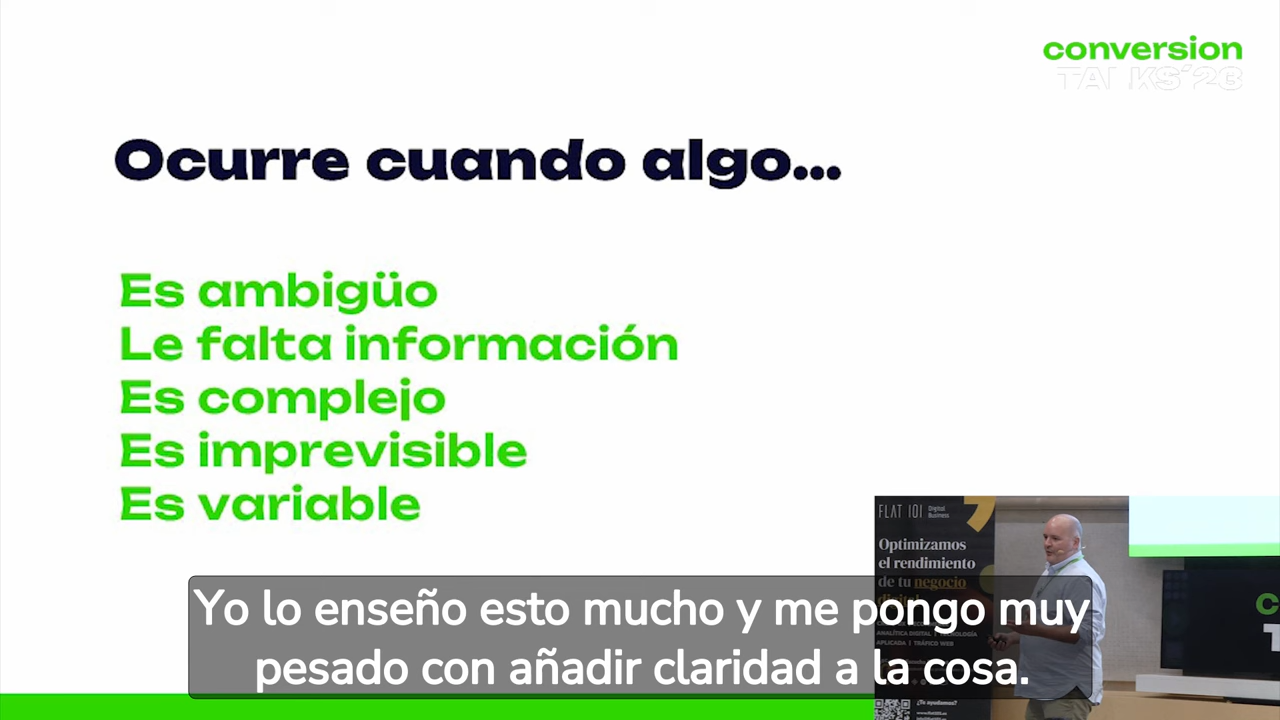 conversion
TALKS'23
Ocurre cuando algo...
Es ambigüo
Le falta información
Es complejo
Es imprevisible
Es variable
FLAT 101 Digital Business
Optimizamos
el rendimiento
de tu negocio
Yo lo enseño esto mucho y me pongo muy
pesado con añadir claridad a la cosa.